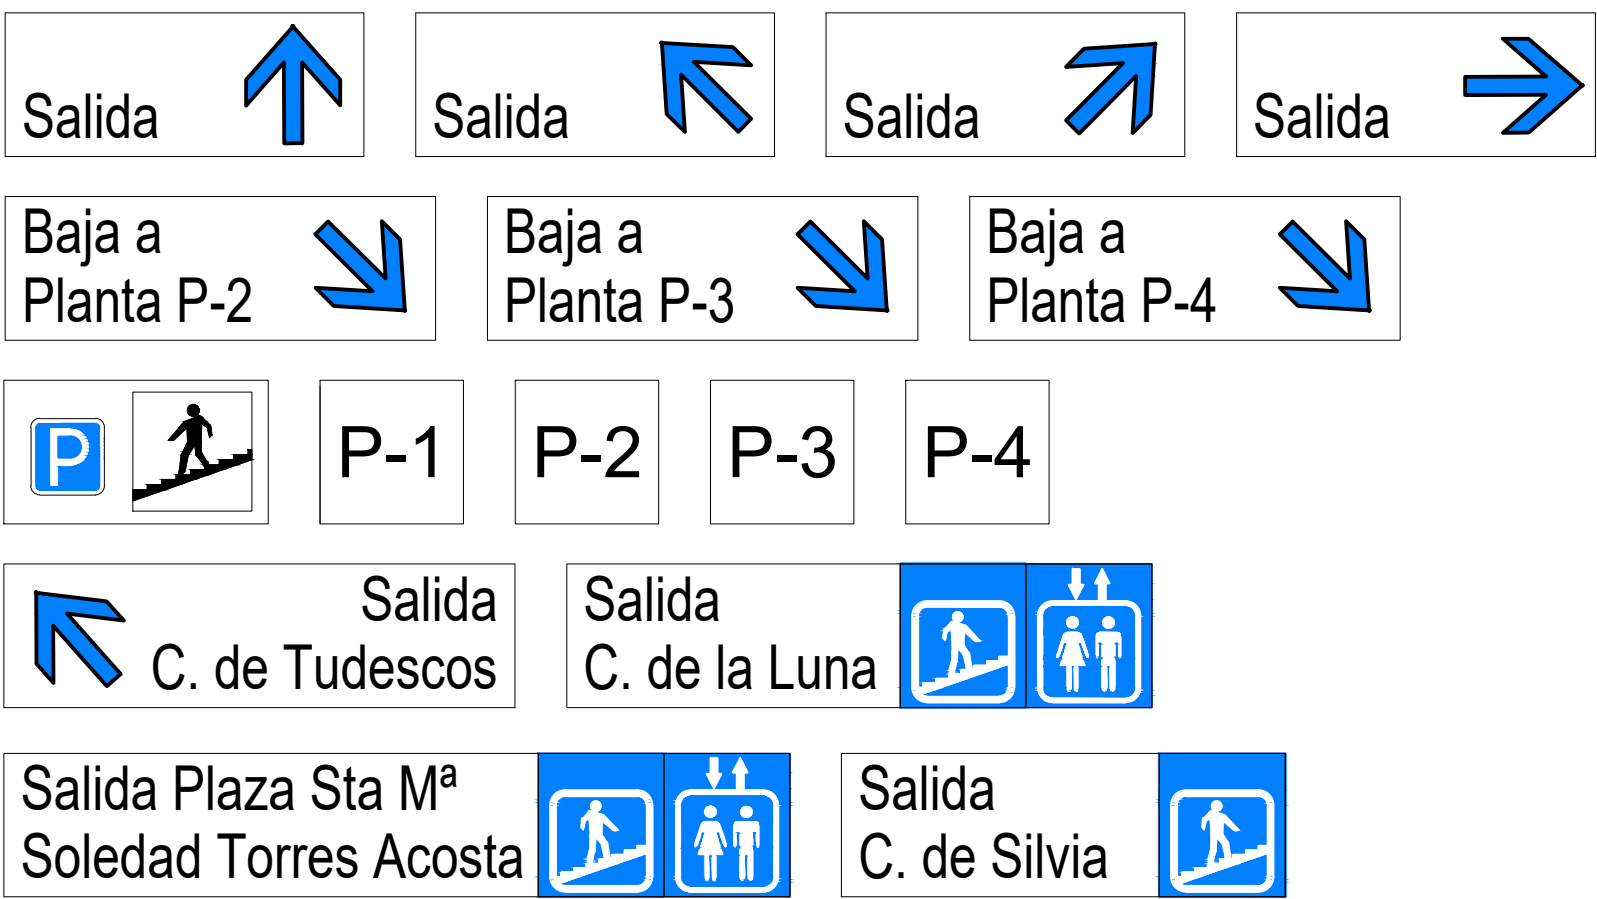 Salida
Salida
Salida
Salida
Baja a
Planta P-2
Baja a
Planta P-3
Baja a
Planta P-4
P
P-1
P-2
P-3
P-4
Salida
C. de Tudescos
Salida
C. de la Luna
Salida Plaza Sta Mª
Soledad Torres Acosta
Salida
C. de Silvia